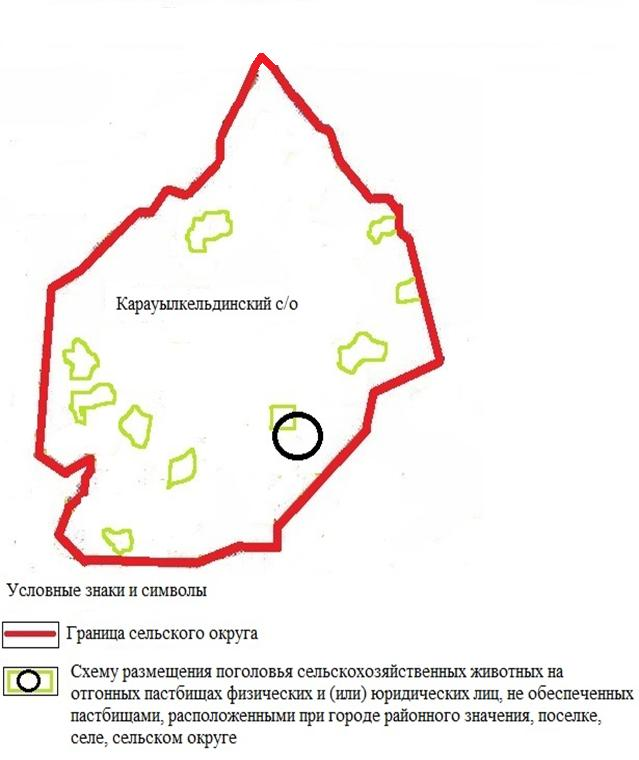 Карауылкельдинский с/о
Условные знаки и символы
Граница сельского округа
Схему размещения поголовья сельскохозяйственных животных на
отгонных пастбищах физических и (или) юридических лиц, не обеспеченных
пастбищами, расположенными при городе районного значения, поселке,
селе, сельском округе